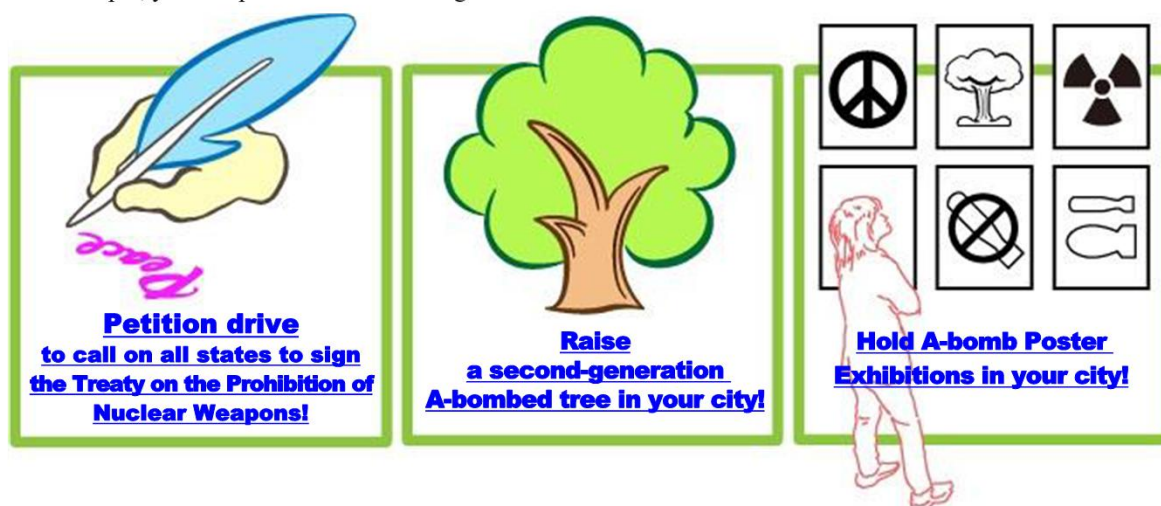 Peace
Petition drive
to call on all states to sign
the Treaty on the Prohibition of
Nuclear Weapons!
Raise
a second-generation
A-bombed tree in your city!
Hold A-bomb Poster
Exhibitions in your city!